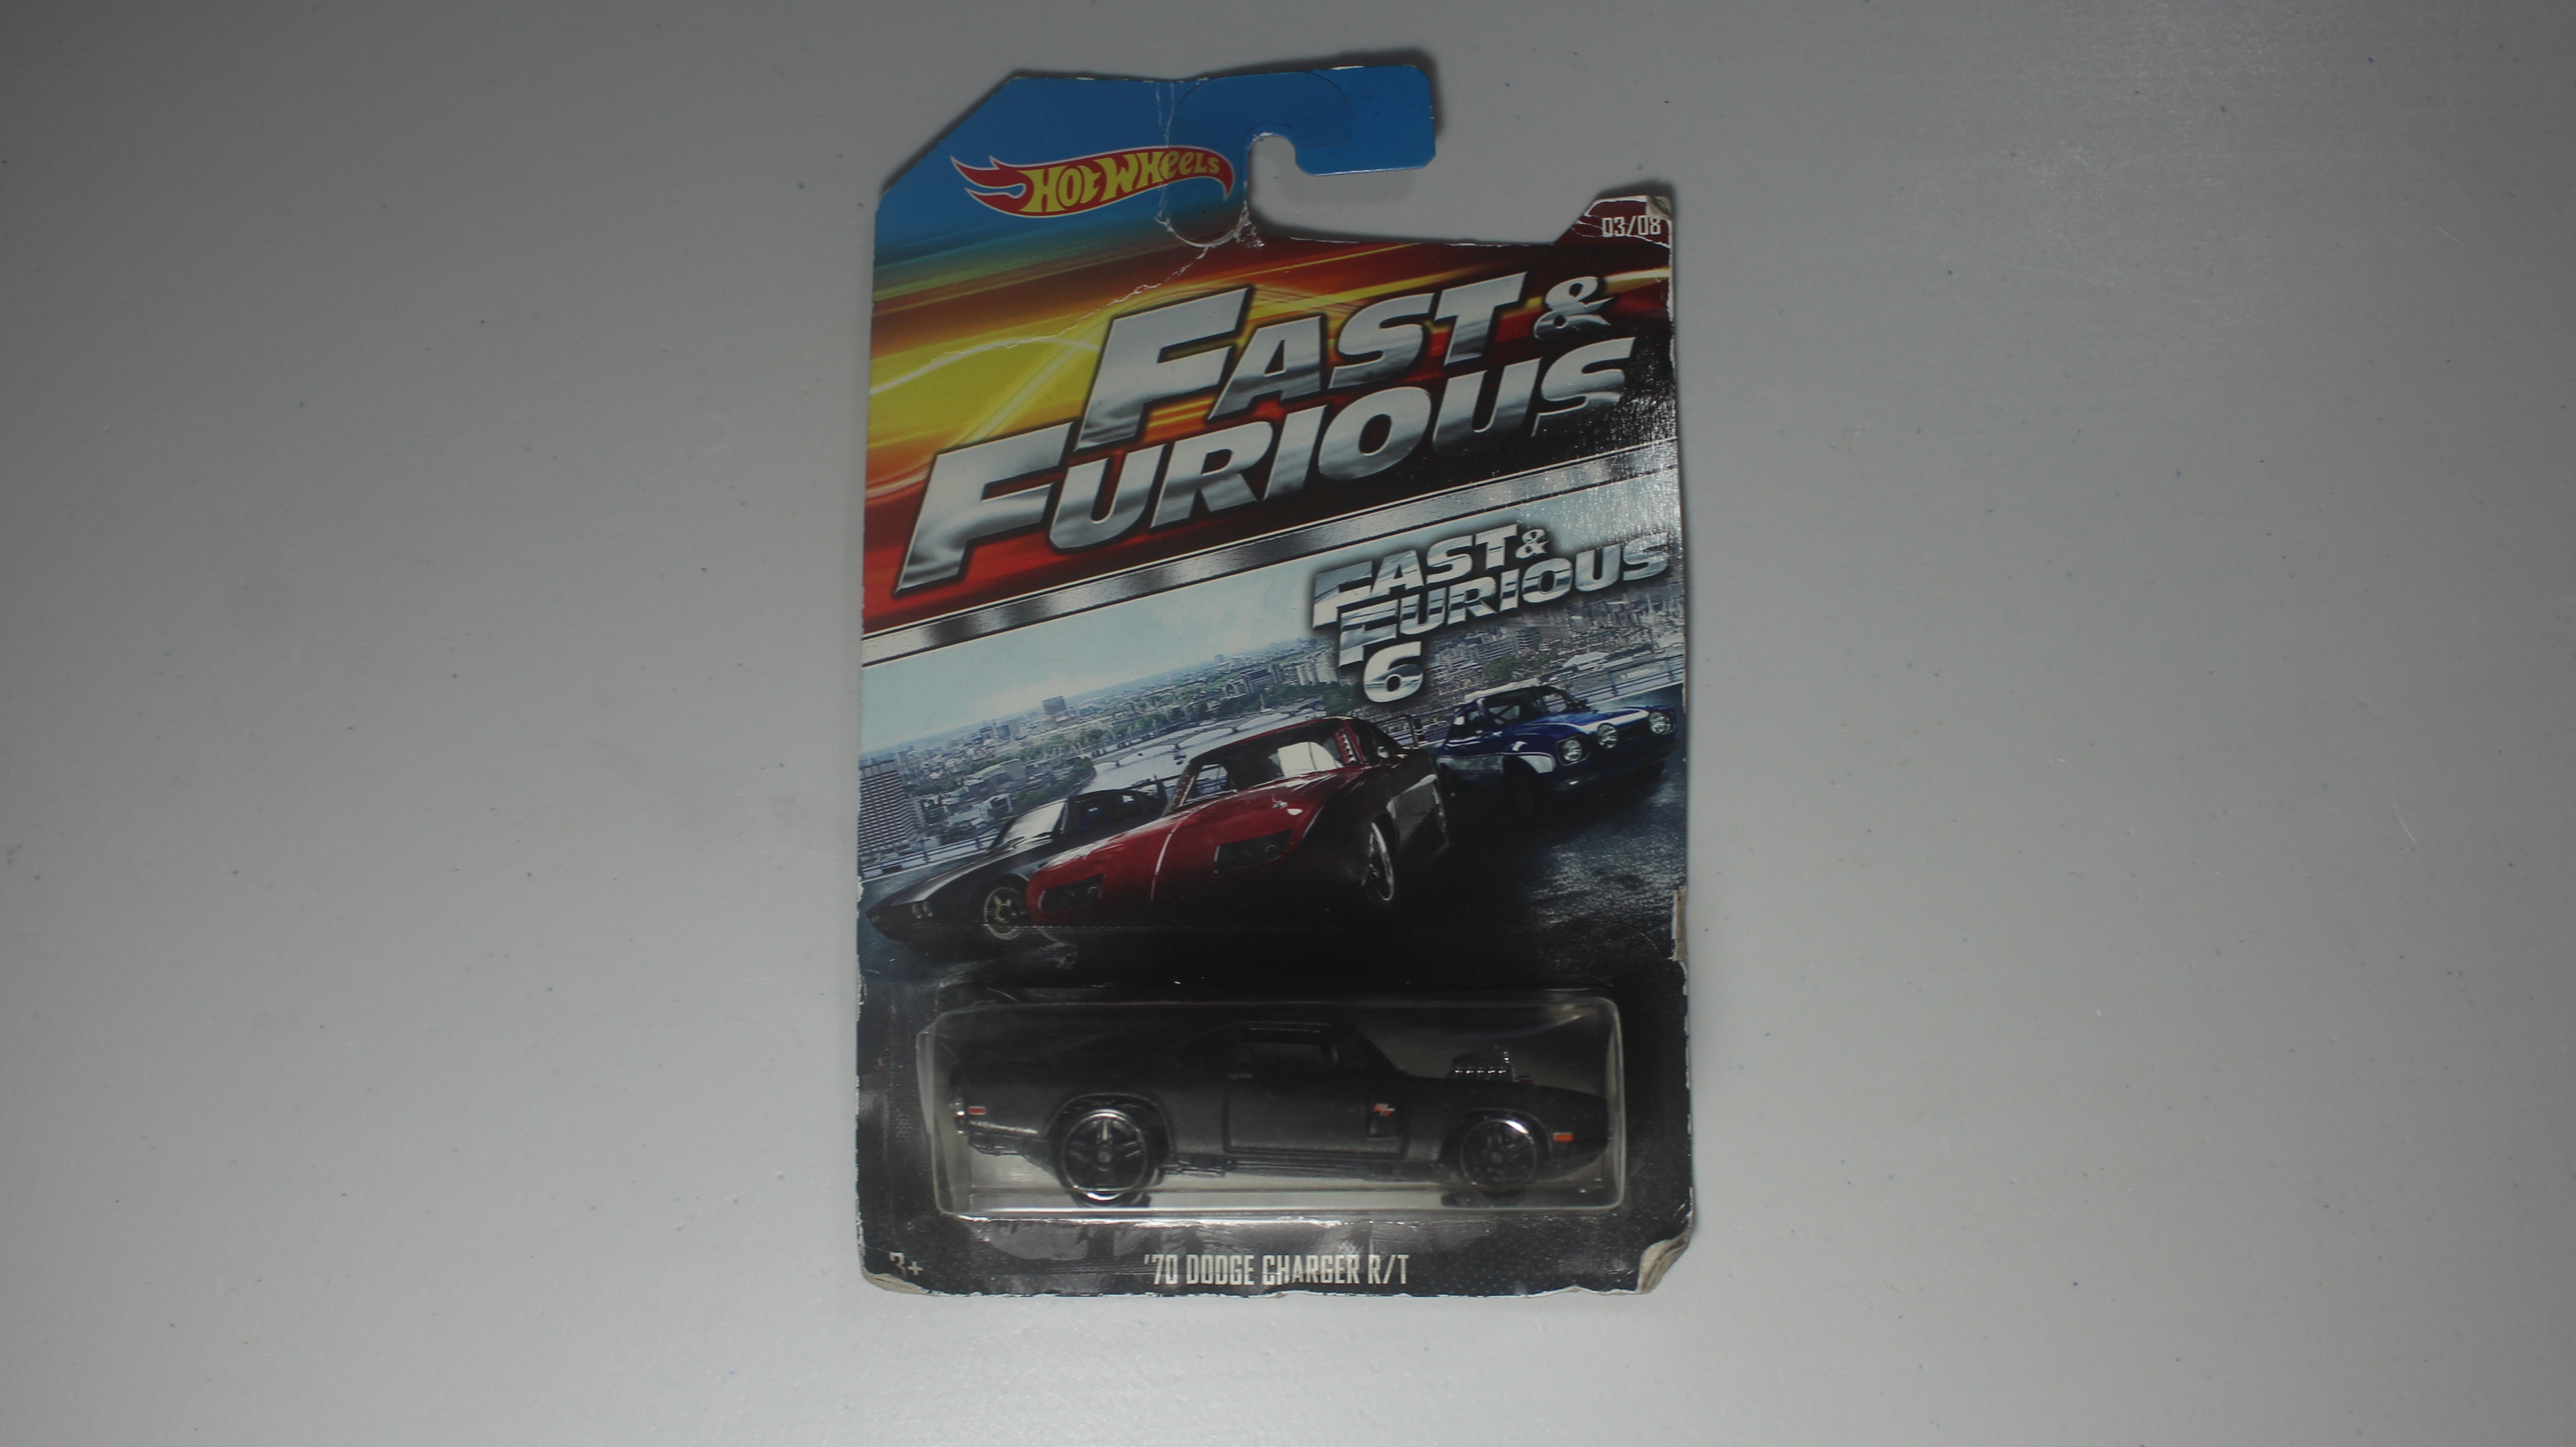 HOT WHEELS
03/08
FAST &
FURIOUS
FAST &
FURIOUS
6
3+
'70 DODGE CHARGER R/T